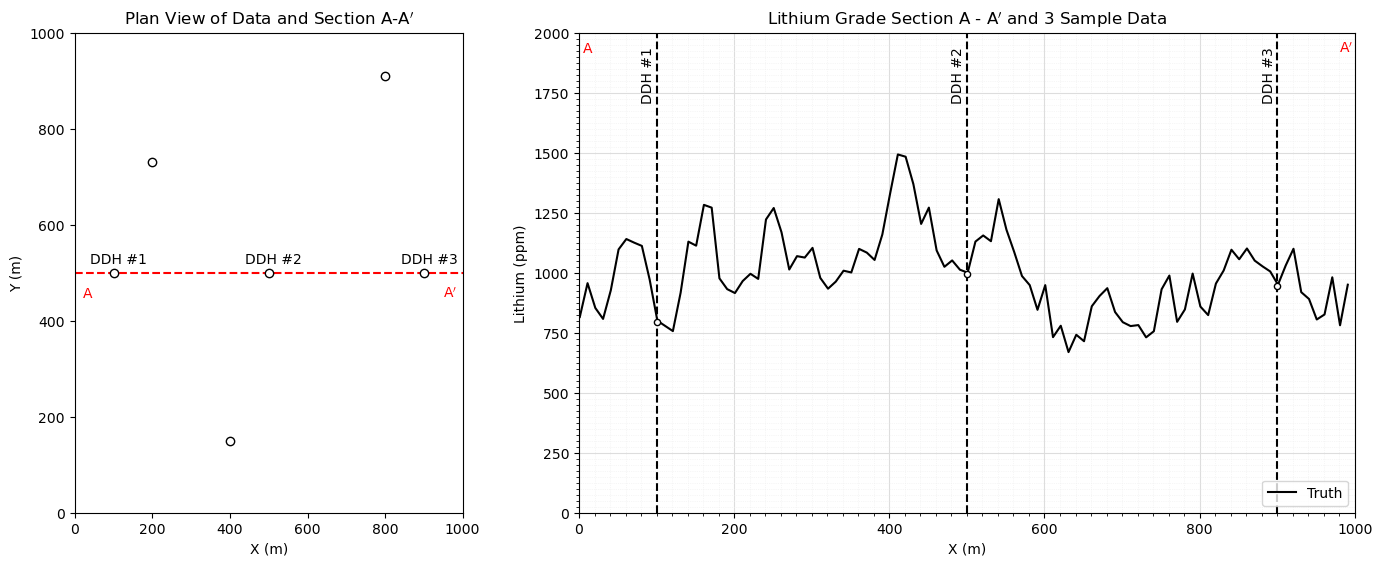 Plan View of Data and Section A-A′
1000
800
600
400
200
0
Y (m)
DDH #1
DDH #2
DDH #3
A
A′
0
200
400
600
800
1000
X (m)
Lithium Grade Section A - A′ and 3 Sample Data
2000
1750
1500
1250
1000
750
500
250
0
Lithium (ppm)
A
DDH #1
DDH #2
DDH #3
A′
Truth
0
200
400
600
800
1000
X (m)